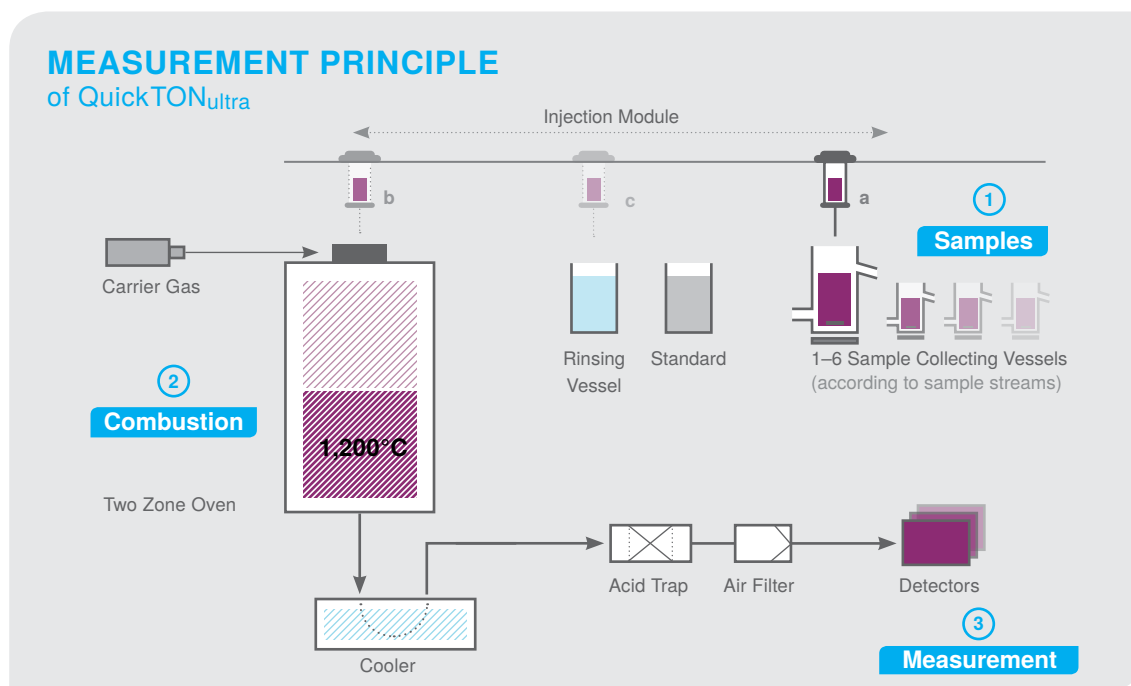 MEASUREMENT PRINCIPLE
of QuickTONultra
Injection Module
b
c
a
1
Samples
Carrier Gas
Rinsing
Vessel
Standard
1–6 Sample Collecting Vessels
(according to sample streams)
2
Combustion
1,200°C
Two Zone Oven
Acid Trap
Air Filter
Detectors
3
Measurement
Cooler